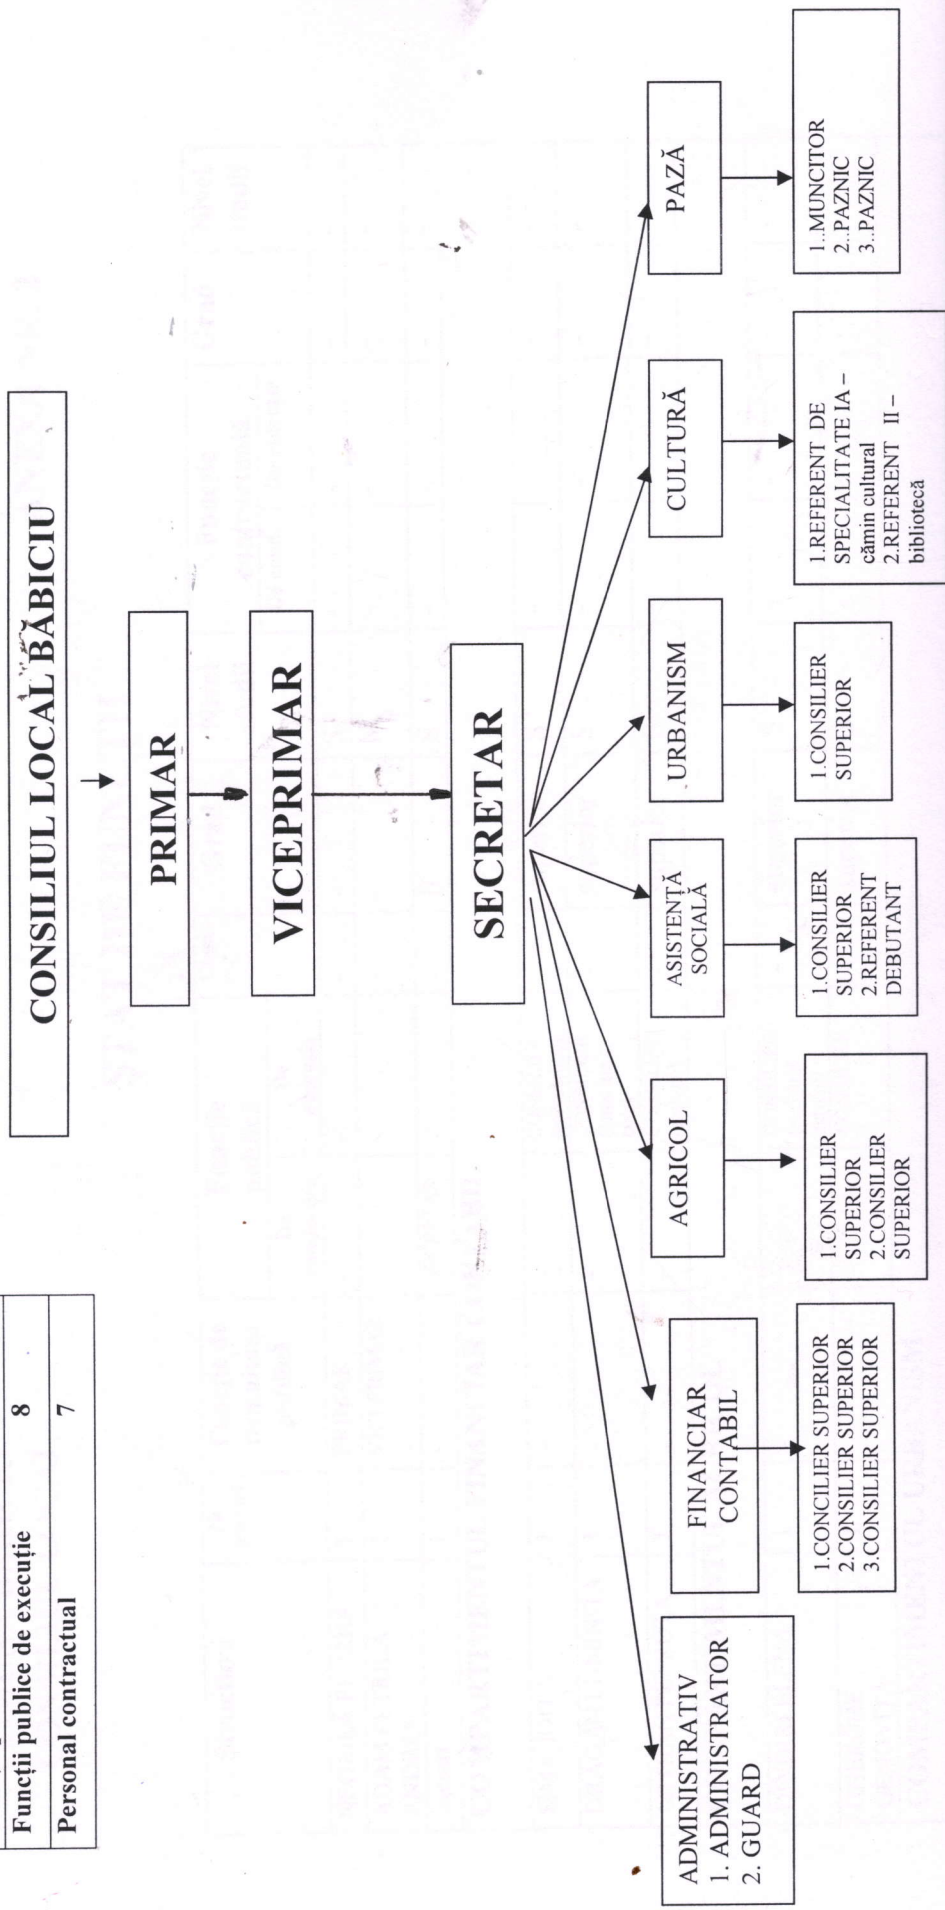 Funcții publice de execuție 8
Personal contractual 7
CONSILIUL LOCAL BĂBICIU
PRIMAR
VICEPRIMAR
SECRETAR
ADMINISTRATIV
1. ADMINISTRATOR
2. GUARD
FINANCIAR
CONTABIL
1.CONCILIER SUPERIOR
2.CONSILIER SUPERIOR
3.CONSILIER SUPERIOR
AGRICOL
1.CONSILIER
SUPERIOR
2.CONSILIER
SUPERIOR
ASISTENȚĂ
SOCIALĂ
1.CONSILIER
SUPERIOR
2.REFERENT
DEBUTANT
URBANISM
1.CONSILIER
SUPERIOR
CULTURĂ
1.REFERENT DE
SPECIALITATE IA –
cămin cultural
2.REFERENT II –
bibliotecă
PAZĂ
1..MUNCITOR
2..PAZNIC
3..PAZNIC